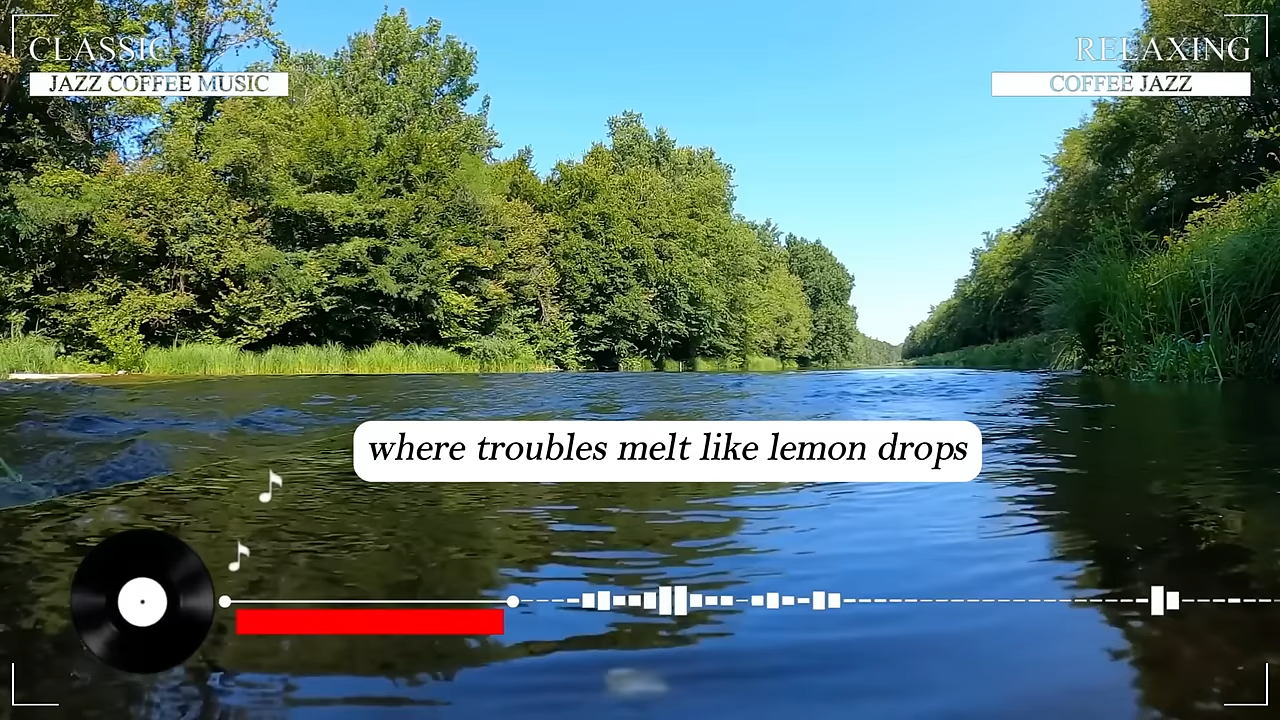 CLASSIC
JAZZ COFFEE MUSIC
RELAXING
COFFEE JAZZ
where troubles melt like lemon drops